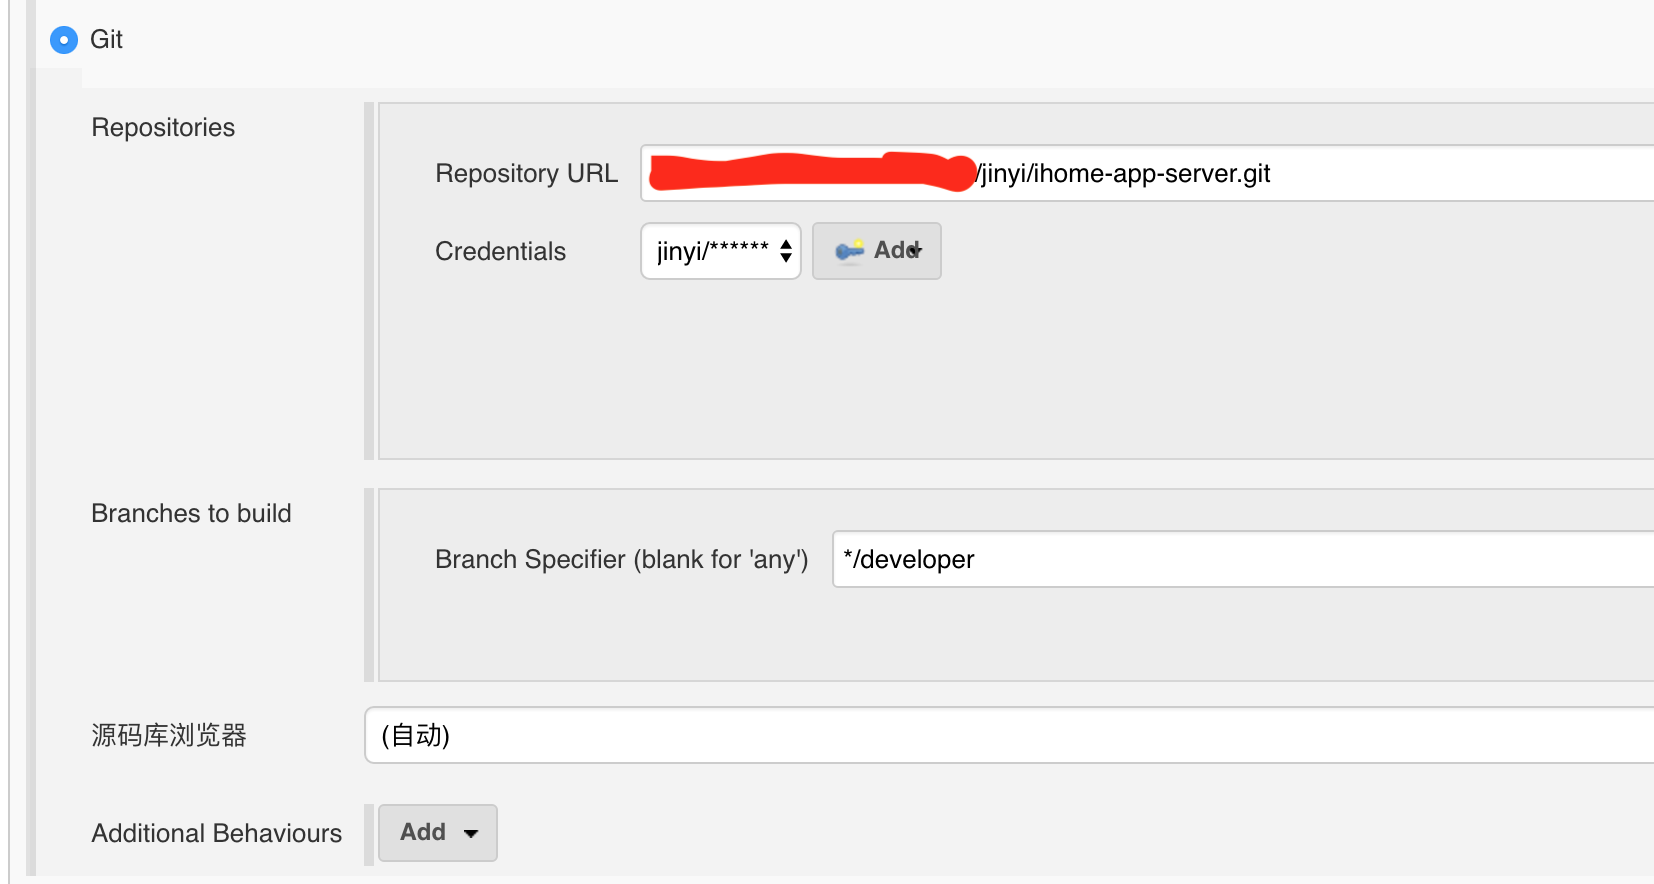 Git
Repositories
Repository URL /jinyi/ihome-app-server.git
Credentials jinyi/****** Add
Branches to build
Branch Specifier (blank for 'any') */developer
源码库浏览器 (自动)
Additional Behaviours Add